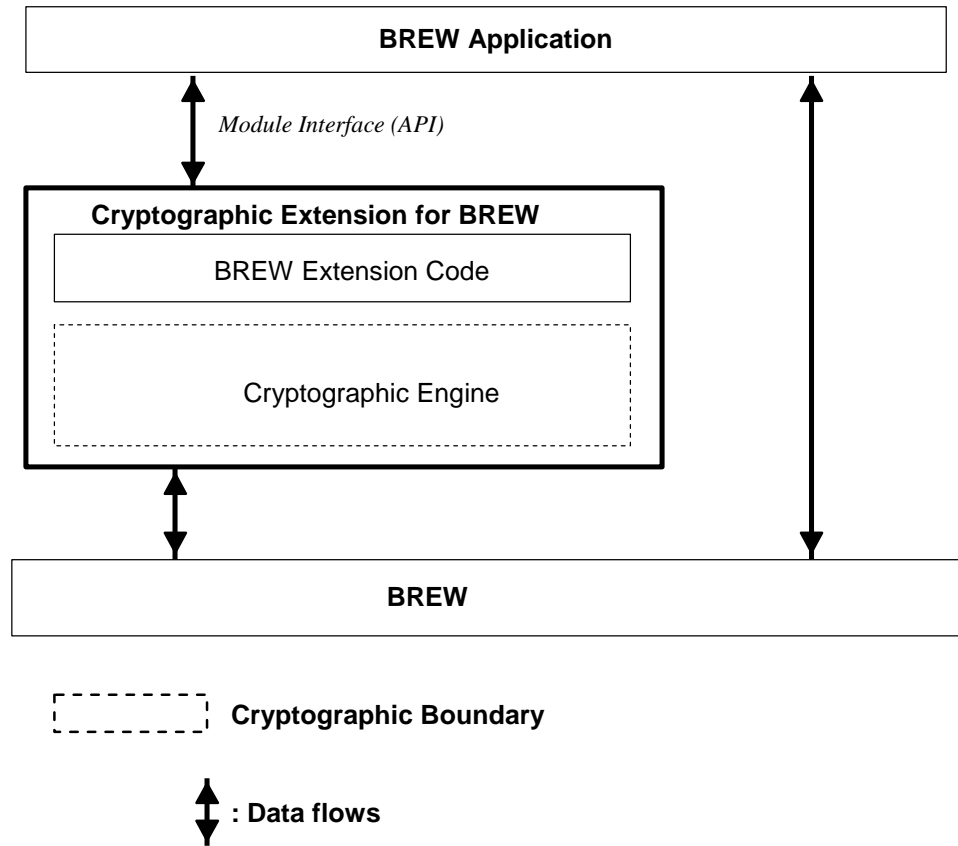 BREW Application
Module Interface (API)
Cryptographic Extension for BREW
BREW Extension Code
Cryptographic Engine
BREW
Cryptographic Boundary
: Data flows